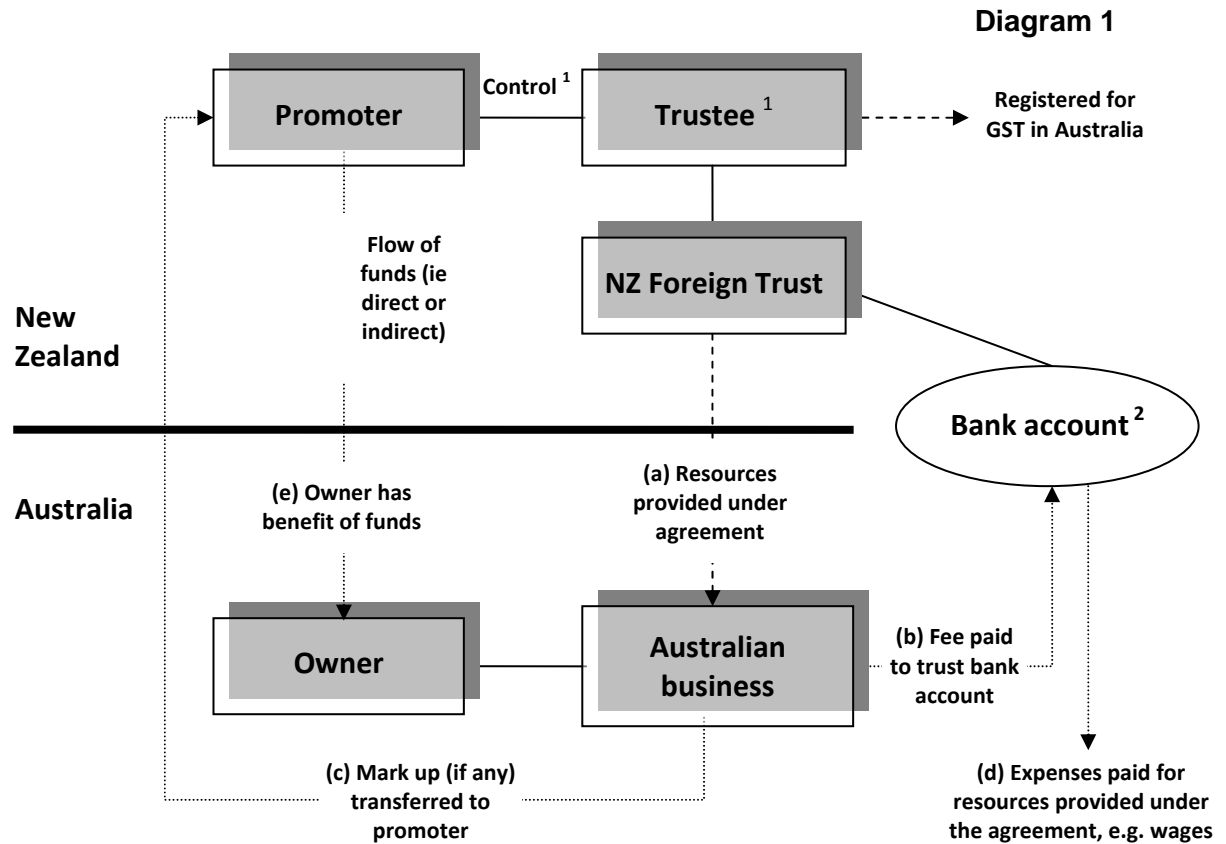 Diagram 1
Promoter
Control 1
Trustee 1
Registered for
GST in Australia
Flow of
funds (ie
direct or
indirect)
NZ Foreign Trust
New
Zealand
Bank account 2
Australia
(e) Owner has
benefit of funds
(a) Resources
provided under
agreement
Owner
Australian
business
(b) Fee paid
to trust bank
account
(c) Mark up (if any)
transferred to
promoter
(d) Expenses paid for
resources provided under
the agreement, e.g. wages